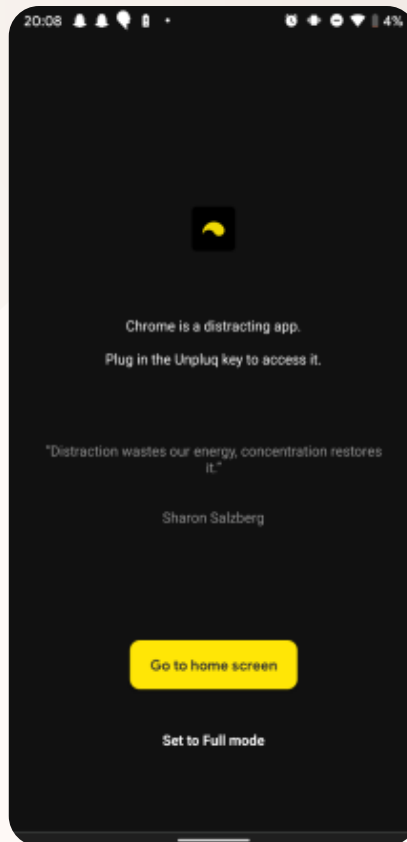 20:08
4%
Chrome is a distracting app.
Plug in the Unpluq key to access it.
"Distraction wastes our energy, concentration restores
it."
Sharon Salzberg
Go to home screen
Set to Full mode